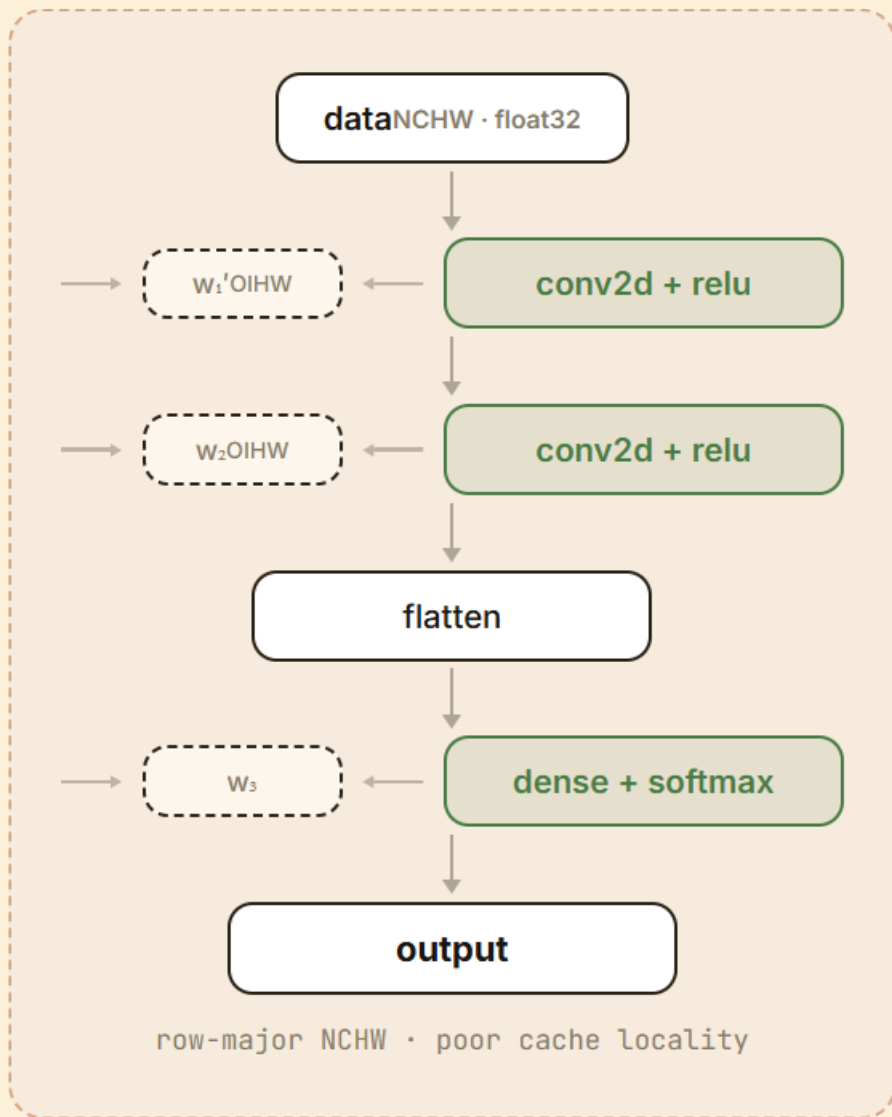 dataNCHW · float32
w₁′OIHW
conv2d + relu
w₂OIHW
conv2d + relu
flatten
w₃
dense + softmax
output
row-major NCHW · poor cache locality